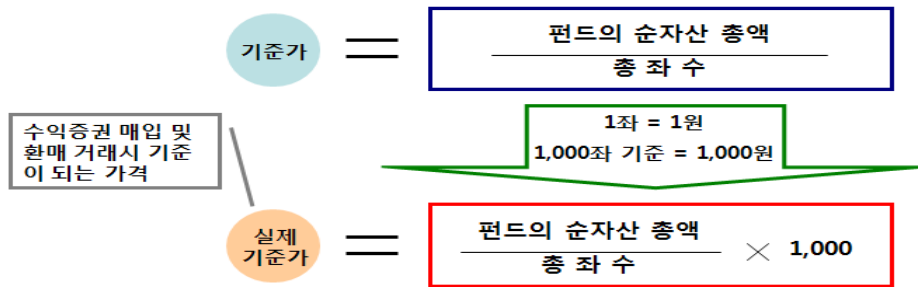 기준가
=
펀드의 순자산 총액
총 좌 수
수익증권 매입 및
환매 거래시 기준
이 되는 가격
1좌 = 1원
1,000좌 기준 = 1,000원
실제
기준가
=
펀드의 순자산 총액
총 좌 수
× 1,000